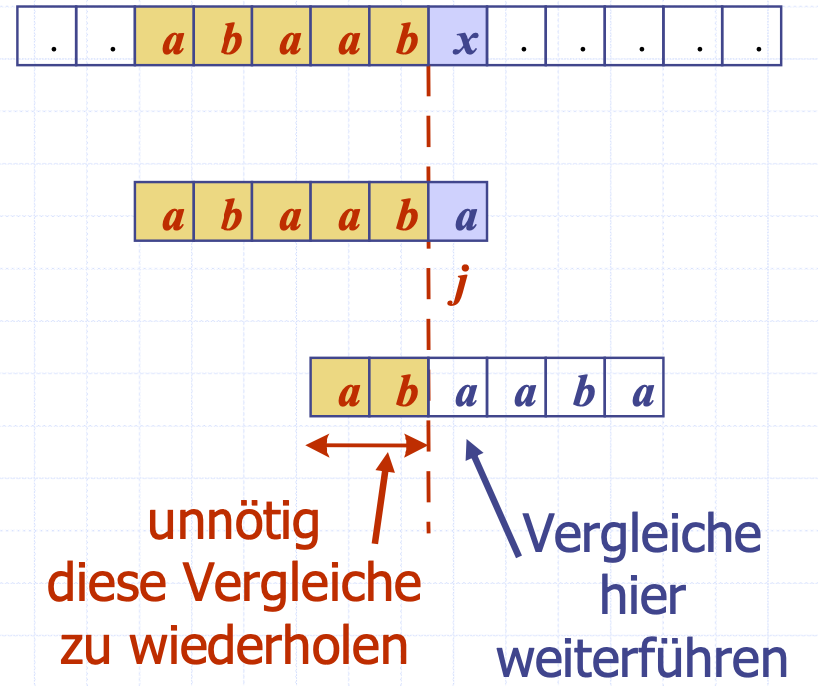 . . a b a a b x . . . . .
a b a a b a
j
a b a a b a
unnötig
diese Vergleiche
zu wiederholen
Vergleiche
hier
weiterführen